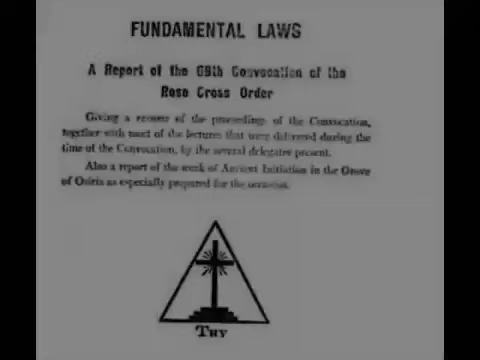 FUNDAMENTAL LAWS
A Report of the 69th Convocation of the
Rose Cross Order
Giving a resume of the proceedings of the Convocation,
together with most of the lectures that were delivered during the
time of the Convocation, by the several delegates present.
Also a report of the work of Ancient Initiation in the Grove
of Osiris as especially prepared for the occasion.
THY